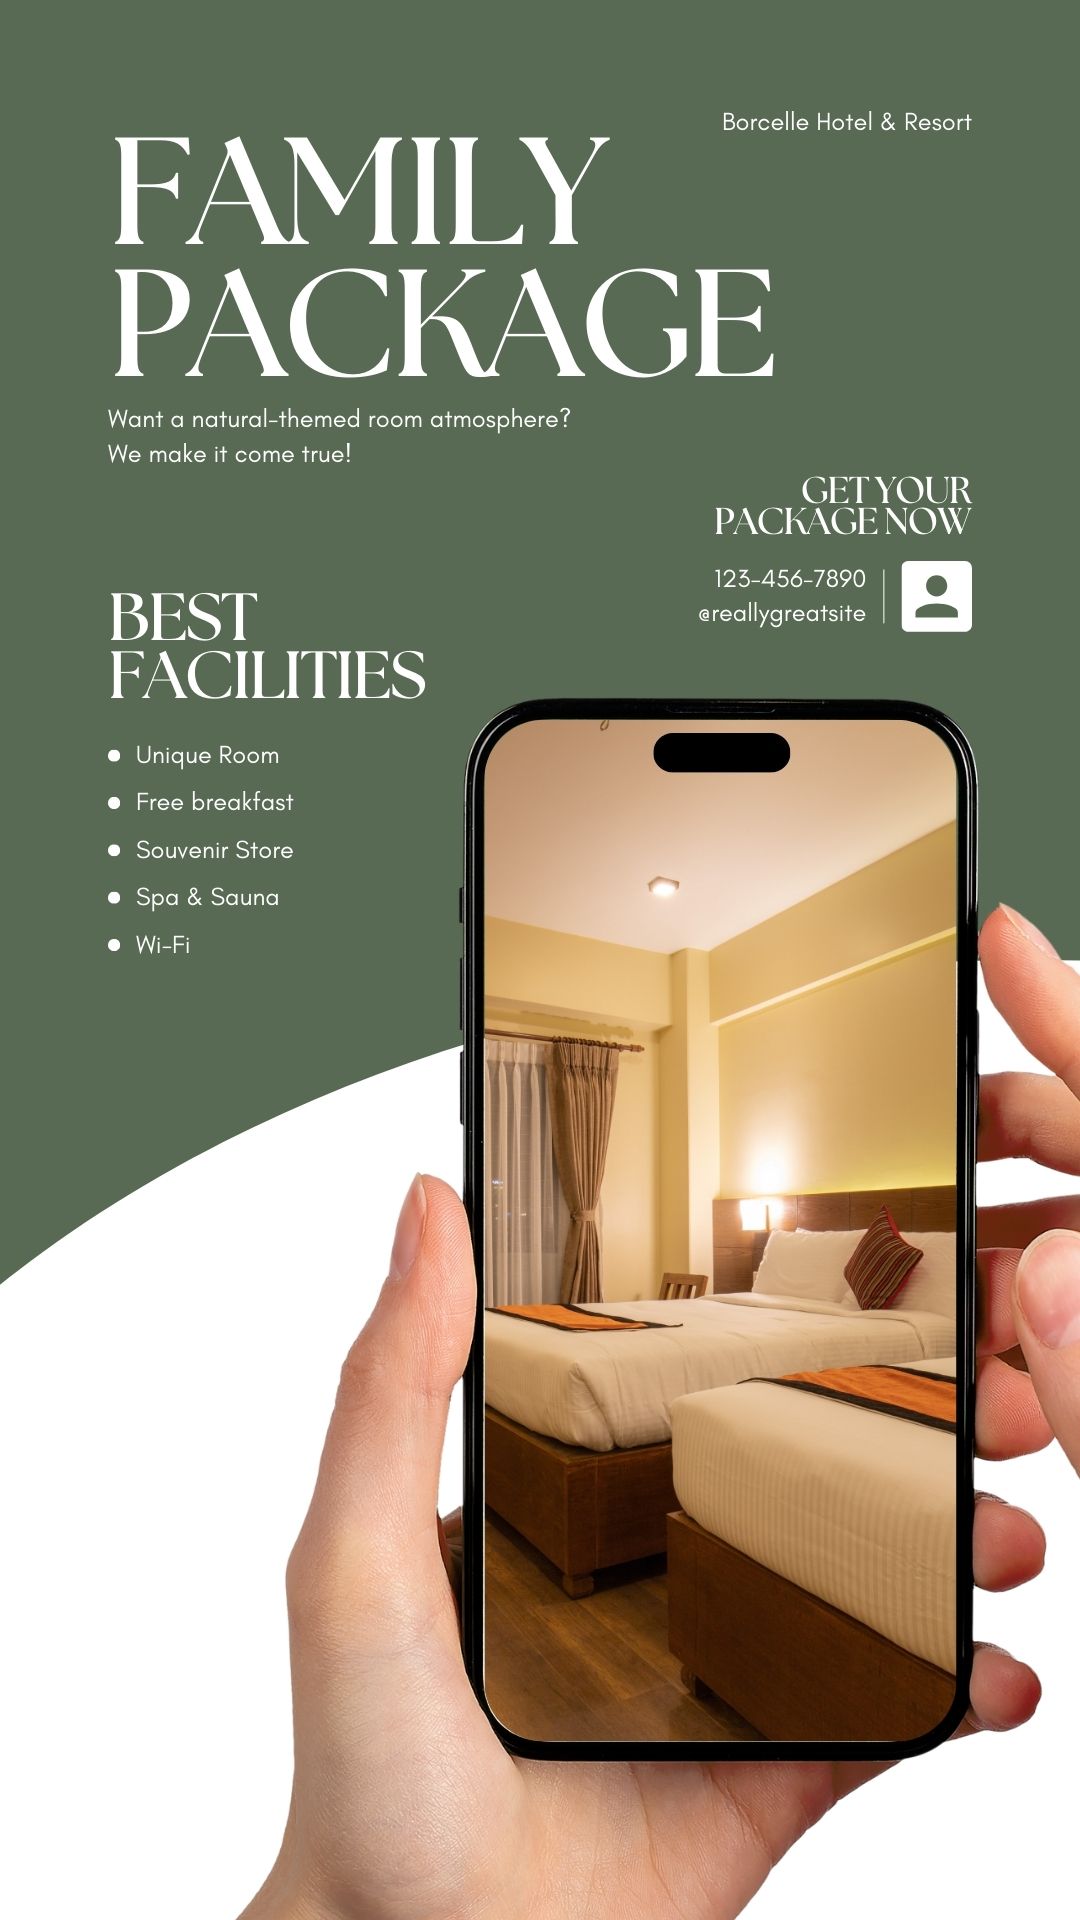 Borcelle Hotel & Resort
FAMILY
PACKAGE
Want a natural-themed room atmosphere?
We make it come true!
GET YOUR
PACKAGE NOW
123-456-7890
@reallygreatsite
BEST
FACILITIES
Unique Room
Free breakfast
Souvenir Store
Spa & Sauna
Wi-Fi